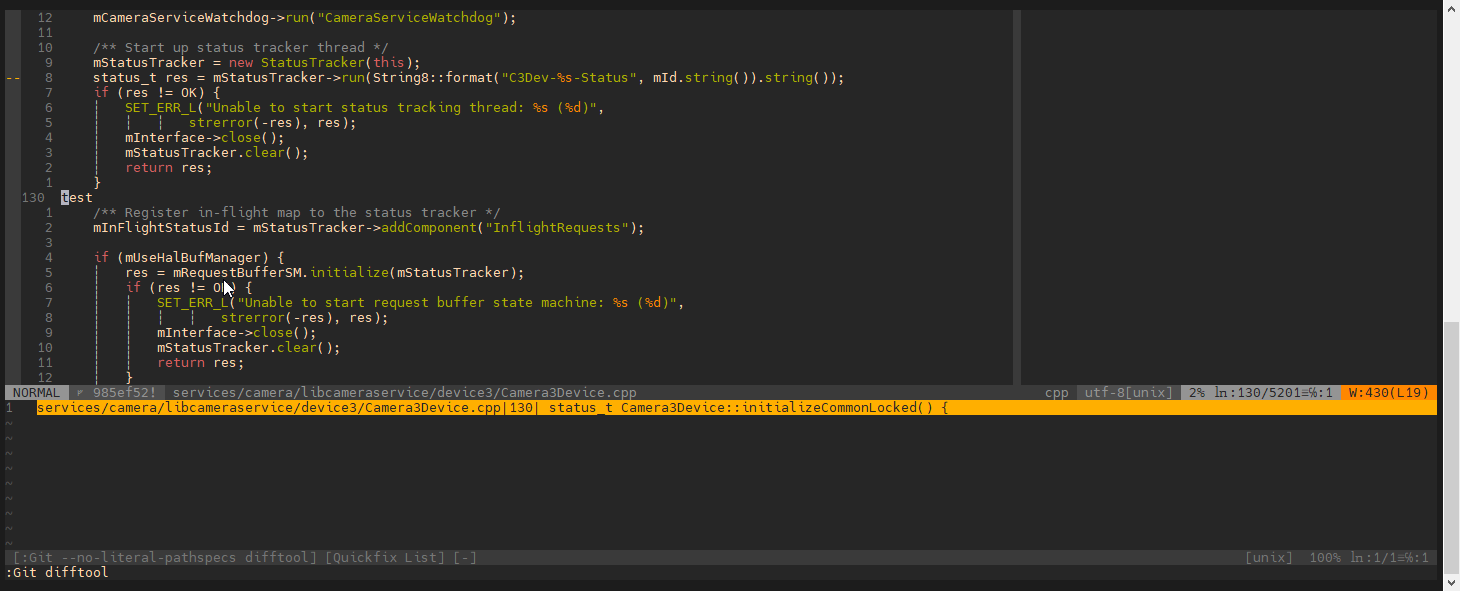 12 mCameraServiceWatchdog->run("CameraServiceWatchdog");
11
10 /** Start up status tracker thread */
9 mStatusTracker = new StatusTracker(this);
-- 8 status_t res = mStatusTracker->run(String8::format("C3Dev-%s-Status", mId.string()).string());
7 if (res != OK) {
6 SET_ERR_L("Unable to start status tracking thread: %s (%d)",
5 strerror(-res), res);
4 mInterface->close();
3 mStatusTracker.clear();
2 return res;
1 }
130 test
1 /** Register in-flight map to the status tracker */
2 mInFlightStatusId = mStatusTracker->addComponent("InflightRequests");
3
4 if (mUseHalBufManager) {
5 res = mRequestBufferSM.initialize(mStatusTracker);
6 if (res != OK) {
7 SET_ERR_L("Unable to start request buffer state machine: %s (%d)",
8 strerror(-res), res);
9 mInterface->close();
10 mStatusTracker.clear();
11 return res;
12 }
NORMAL 985ef52! services/camera/libcameraservice/device3/Camera3Device.cpp cpp utf-8[unix] 2% ln:130/5201≡℅:1 W:430(L19)
1 services/camera/libcameraservice/device3/Camera3Device.cpp|130| status_t Camera3Device::initializeCommonLocked() {
~
~
~
~
~
~
~
~
~
[:Git --no-literal-pathspecs difftool] [Quickfix List] [-] [unix] 100% ln:1/1≡℅:1
:Git difftool